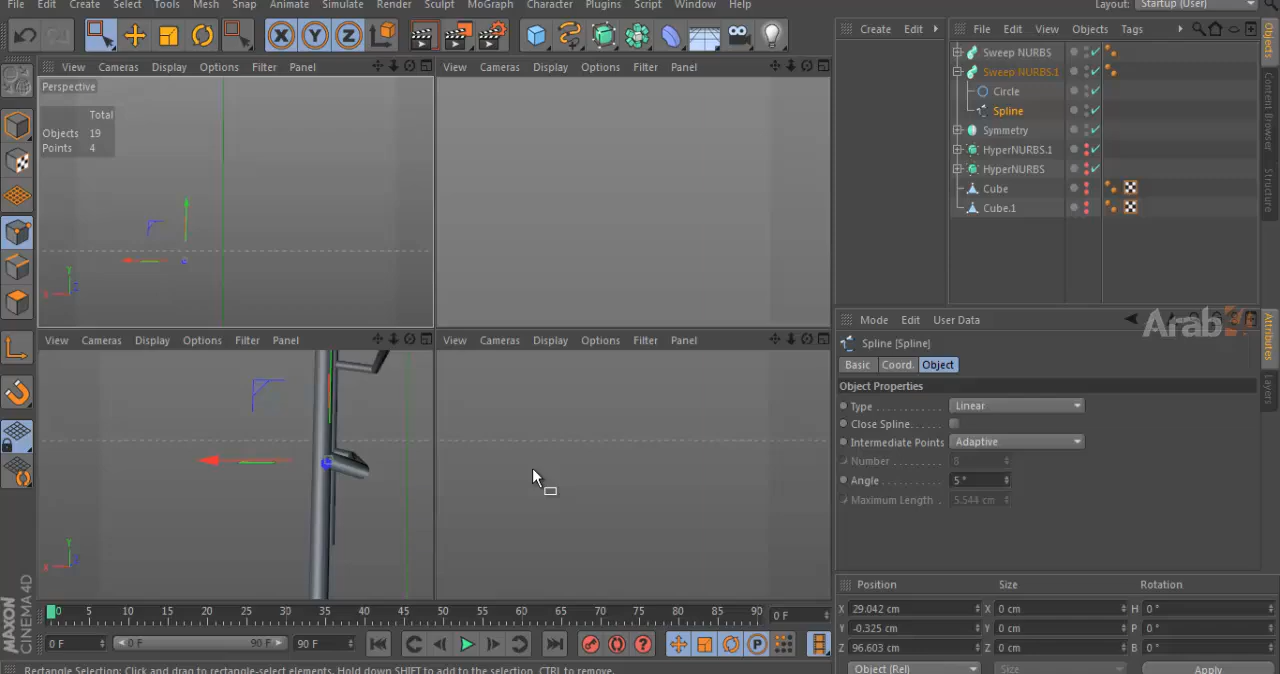 File Edit Create Select Tools Mesh Snap Animate Simulate Render Sculpt MoGraph Character Plugins Script Window Help
Layout: Startup (User)
X Y Z
Create Edit
File Edit View Objects Tags
View Cameras Display Options Filter Panel
View Cameras Display Options Filter Panel
Perspective
Total
Objects 19
Points 4
Y
X Z
Sweep NURBS
Sweep NURBS.1
Circle
Spline
Symmetry
HyperNURBS.1
HyperNURBS
Cube
Cube.1
Objects
Content Browser
Structure
View Cameras Display Options Filter Panel
View Cameras Display Options Filter Panel
Y
X Z
Mode Edit User Data
Arab
Spline [Spline]
Basic Coord. Object
Object Properties
Type Linear
Close Spline
Intermediate Points Adaptive
Number 8
Angle 5 °
Maximum Length 5.544 cm
Attributes
Layers
Position Size Rotation
X 29.042 cm X 0 cm H 0 °
Y -0.325 cm Y 0 cm P 0 °
Z 96.603 cm Z 0 cm B 0 °
Object (Rel) Size Apply
0 5 10 15 20 25 30 35 40 45 50 55 60 65 70 75 80 85 90 0 F
0 F 0 F 90 F 90 F
P
MAXON
CINEMA 4D
Rectangle Selection: Click and drag to rectangle-select elements. Hold down SHIFT to add to the selection, CTRL to remove.